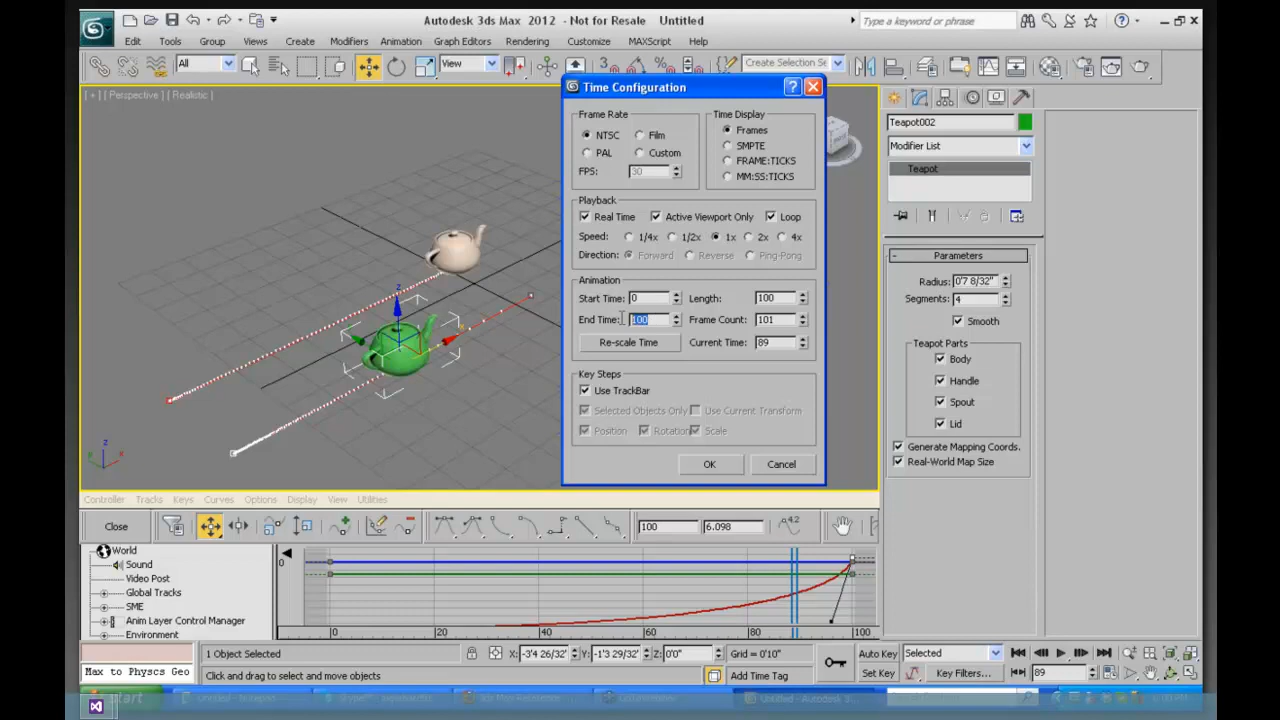 Autodesk 3ds Max 2012 - Not for Resale Untitled
Type a keyword or phrase
Edit Tools Group Views Create Modifiers Animation Graph Editors Rendering Customize MAXScript Help
All View Create Selection Se
[ + ] [ Perspective ] [ Realistic ]
Time Configuration
Frame Rate
NTSC Film
PAL Custom
FPS: 30
Time Display
Frames
SMPTE
FRAME:TICKS
MM:SS:TICKS
Playback
Real Time Active Viewport Only Loop
Speed: 1/4x 1/2x 1x 2x 4x
Direction: Forward Reverse Ping-Pong
Animation
Start Time: 0 Length: 100
End Time: 100 Frame Count: 101
Re-scale Time Current Time: 89
Key Steps
Use TrackBar
Selected Objects Only Use Current Transform
Position Rotation Scale
OK Cancel
Teapot002
Modifier List
Teapot
Parameters
Radius: 0'7 8/32"
Segments: 4
Smooth
Teapot Parts
Body
Handle
Spout
Lid
Generate Mapping Coords.
Real-World Map Size
z
x
z
y x
Controller Tracks Keys Curves Options Display View Utilities
Close 100 6.098
World
Sound
Video Post
Global Tracks
SME
Anim Layer Control Manager
Environment
0
0 20 40 60 80 100
1 Object Selected X: -3'4 26/32" Y: -1'3 29/32" Z: 0'0" Grid = 0'10" Auto Key Selected
Max to Physcs Geo Click and drag to select and move objects Add Time Tag Set Key Key Filters... 89
start